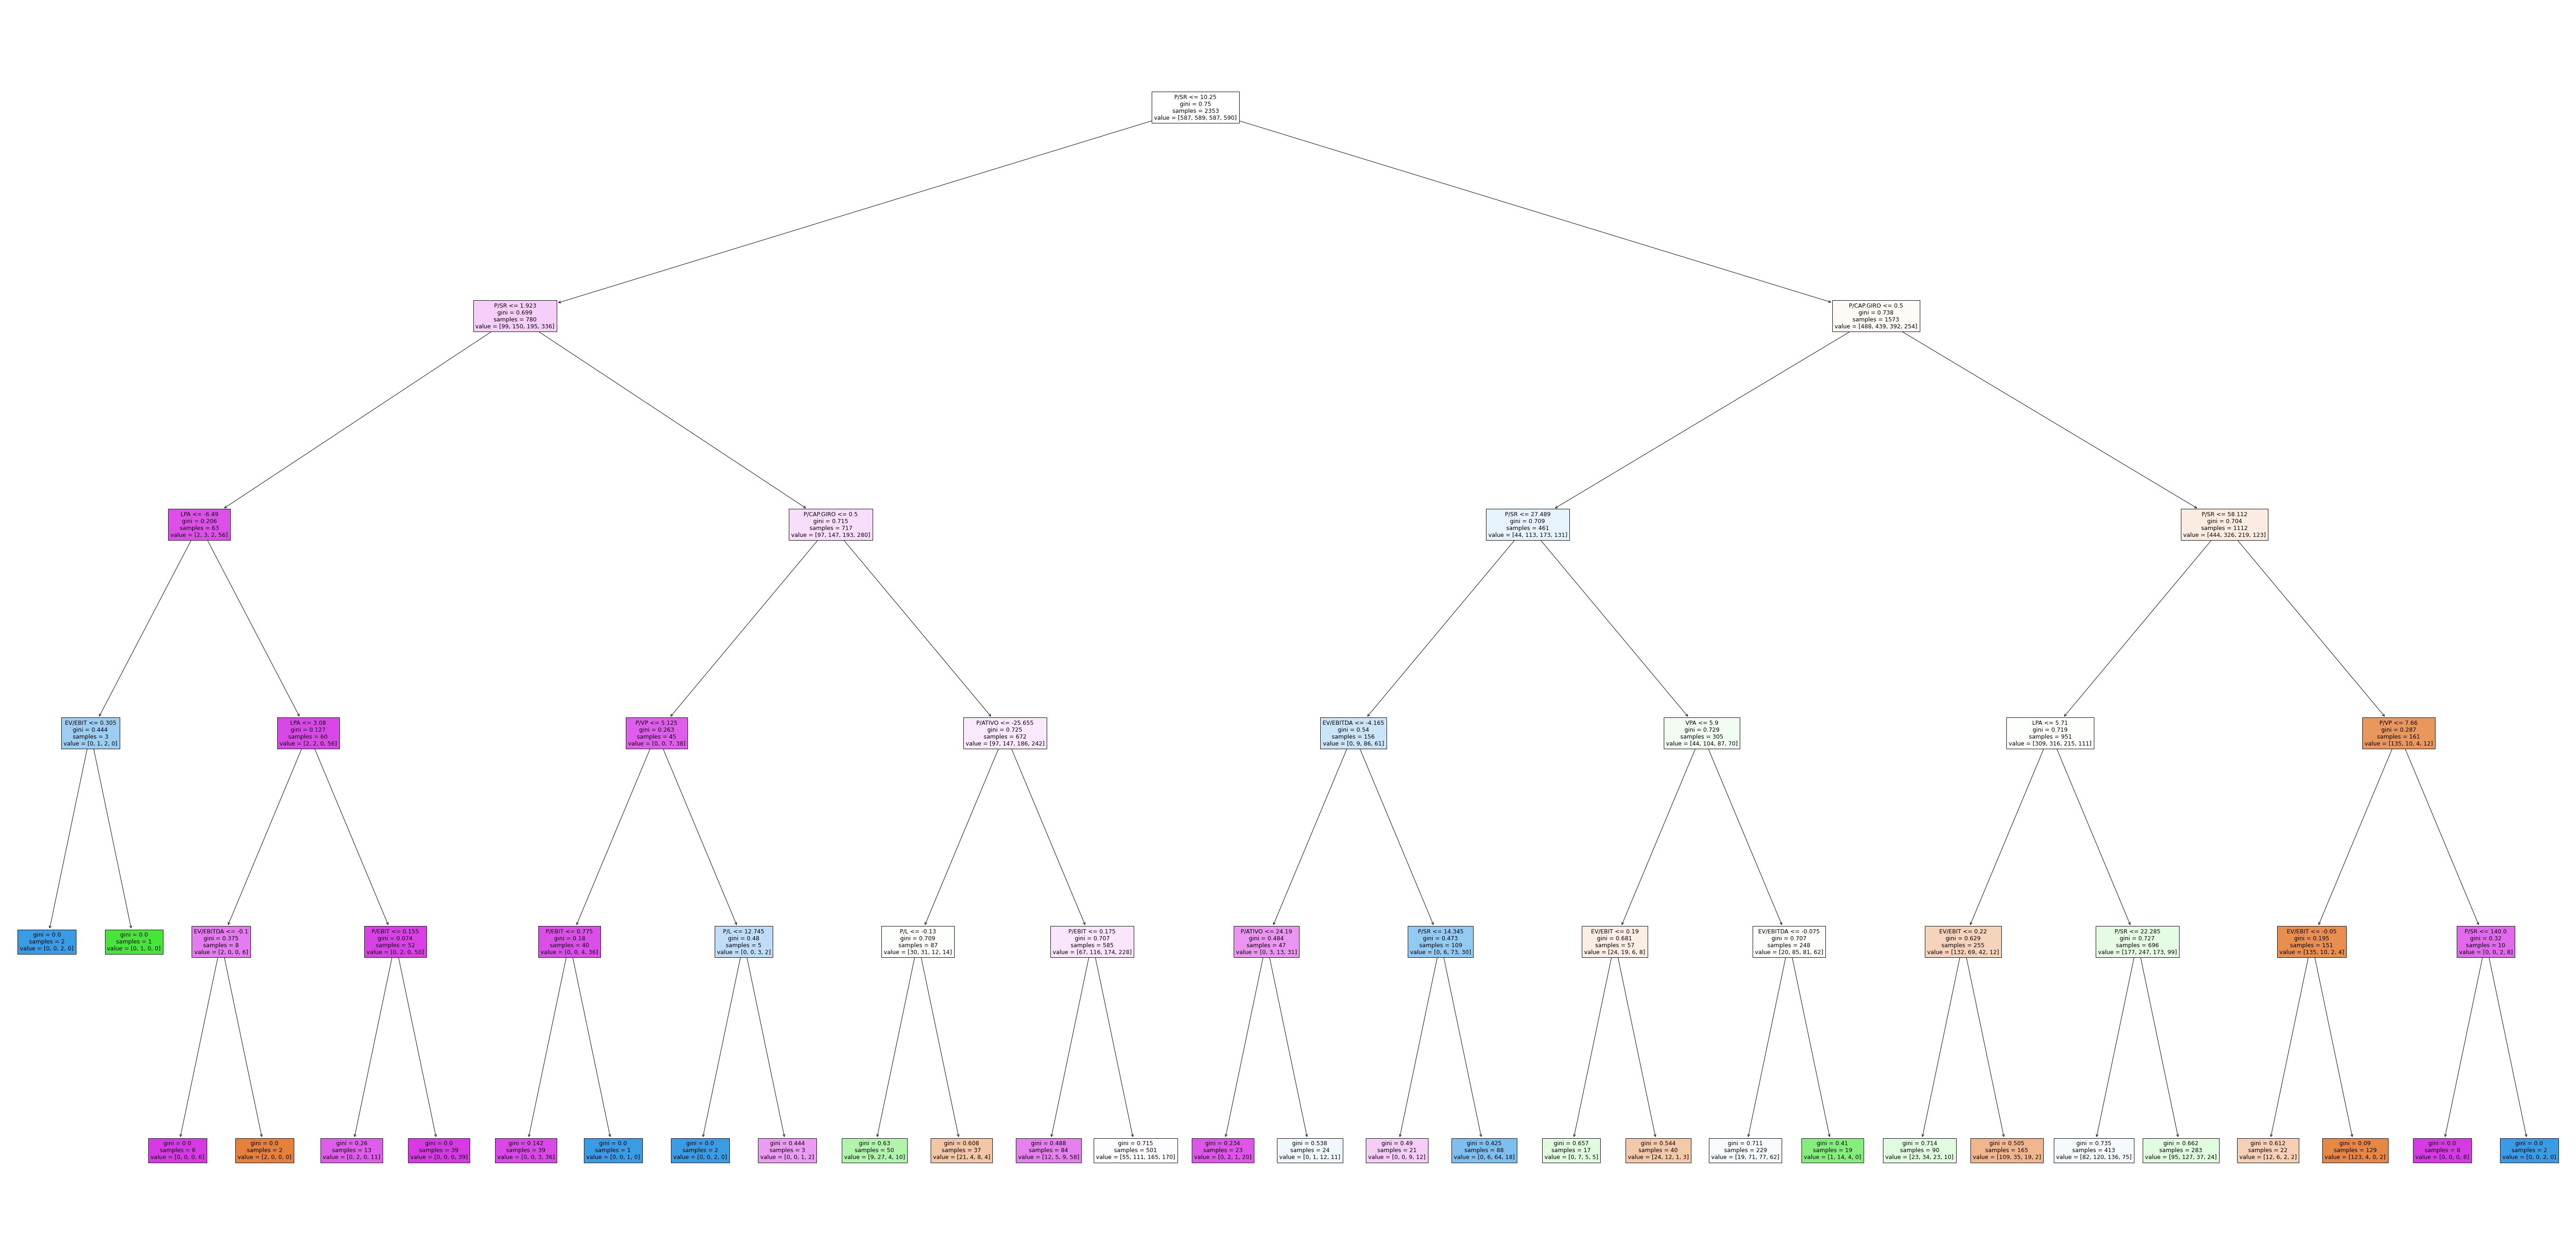 P/SR <= 10.25
gini = 0.75
samples = 2353
value = [587, 589, 587, 590]
P/SR <= 1.923
gini = 0.699
samples = 780
value = [99, 150, 195, 336]
P/CAP.GIRO <= 0.5
gini = 0.738
samples = 1573
value = [488, 439, 392, 254]
LPA <= -6.49
gini = 0.206
samples = 63
value = [2, 3, 2, 56]
P/CAP.GIRO <= 0.5
gini = 0.715
samples = 717
value = [97, 147, 193, 280]
P/SR <= 27.489
gini = 0.709
samples = 461
value = [44, 113, 173, 131]
P/SR <= 58.112
gini = 0.704
samples = 1112
value = [444, 326, 219, 123]
EV/EBIT <= 0.305
gini = 0.444
samples = 3
value = [0, 1, 2, 0]
LPA <= 3.08
gini = 0.127
samples = 60
value = [2, 2, 0, 56]
P/VP <= 5.125
gini = 0.263
samples = 45
value = [0, 0, 7, 38]
P/ATIVO <= -25.655
gini = 0.725
samples = 672
value = [97, 147, 186, 242]
EV/EBITDA <= -4.165
gini = 0.54
samples = 156
value = [0, 9, 86, 61]
VPA <= 5.9
gini = 0.729
samples = 305
value = [44, 104, 87, 70]
LPA <= 5.71
gini = 0.719
samples = 951
value = [309, 316, 215, 111]
P/VP <= 7.66
gini = 0.287
samples = 161
value = [135, 10, 4, 12]
gini = 0.0
samples = 2
value = [0, 0, 2, 0]
gini = 0.0
samples = 1
value = [0, 1, 0, 0]
EV/EBITDA <= -0.1
gini = 0.375
samples = 8
value = [2, 0, 0, 6]
P/EBIT <= 0.155
gini = 0.074
samples = 52
value = [0, 2, 0, 50]
P/EBIT <= 0.775
gini = 0.18
samples = 40
value = [0, 0, 4, 36]
P/L <= 12.745
gini = 0.48
samples = 5
value = [0, 0, 3, 2]
P/L <= -0.13
gini = 0.709
samples = 87
value = [30, 31, 12, 14]
P/EBIT <= 0.175
gini = 0.707
samples = 585
value = [67, 116, 174, 228]
P/ATIVO <= 24.19
gini = 0.484
samples = 47
value = [0, 3, 13, 31]
P/SR <= 14.345
gini = 0.473
samples = 109
value = [0, 6, 73, 30]
EV/EBIT <= 0.19
gini = 0.681
samples = 57
value = [24, 19, 6, 8]
EV/EBITDA <= -0.075
gini = 0.707
samples = 248
value = [20, 85, 81, 62]
EV/EBIT <= 0.22
gini = 0.629
samples = 255
value = [132, 69, 42, 12]
P/SR <= 22.285
gini = 0.727
samples = 696
value = [177, 247, 173, 99]
EV/EBIT <= -0.05
gini = 0.195
samples = 151
value = [135, 10, 2, 4]
P/SR <= 140.0
gini = 0.32
samples = 10
value = [0, 0, 2, 8]
gini = 0.0
samples = 6
value = [0, 0, 0, 6]
gini = 0.0
samples = 2
value = [2, 0, 0, 0]
gini = 0.26
samples = 13
value = [0, 2, 0, 11]
gini = 0.0
samples = 39
value = [0, 0, 0, 39]
gini = 0.142
samples = 39
value = [0, 0, 3, 36]
gini = 0.0
samples = 1
value = [0, 0, 1, 0]
gini = 0.0
samples = 2
value = [0, 0, 2, 0]
gini = 0.444
samples = 3
value = [0, 0, 1, 2]
gini = 0.63
samples = 50
value = [9, 27, 4, 10]
gini = 0.608
samples = 37
value = [21, 4, 8, 4]
gini = 0.488
samples = 84
value = [12, 5, 9, 58]
gini = 0.715
samples = 501
value = [55, 111, 165, 170]
gini = 0.234
samples = 23
value = [0, 2, 1, 20]
gini = 0.538
samples = 24
value = [0, 1, 12, 11]
gini = 0.49
samples = 21
value = [0, 0, 9, 12]
gini = 0.425
samples = 88
value = [0, 6, 64, 18]
gini = 0.657
samples = 17
value = [0, 7, 5, 5]
gini = 0.544
samples = 40
value = [24, 12, 1, 3]
gini = 0.711
samples = 229
value = [19, 71, 77, 62]
gini = 0.41
samples = 19
value = [1, 14, 4, 0]
gini = 0.714
samples = 90
value = [23, 34, 23, 10]
gini = 0.505
samples = 165
value = [109, 35, 19, 2]
gini = 0.735
samples = 413
value = [82, 120, 136, 75]
gini = 0.662
samples = 283
value = [95, 127, 37, 24]
gini = 0.612
samples = 22
value = [12, 6, 2, 2]
gini = 0.09
samples = 129
value = [123, 4, 0, 2]
gini = 0.0
samples = 8
value = [0, 0, 0, 8]
gini = 0.0
samples = 2
value = [0, 0, 2, 0]